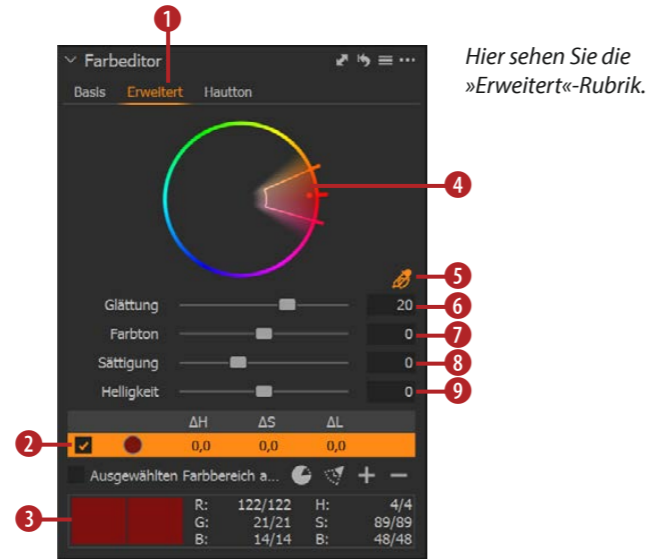 1
Farbeditor
Hier sehen Sie die
»Erweitert«-Rubrik.
Basis Erweitert Hautton
4
5
Glättung 20 6
Farbton 0 7
Sättigung 0 8
Helligkeit 0 9
ΔH ΔS ΔL
2 0,0 0,0 0,0
Ausgewählten Farbbereich a...
3 R: 122/122 H: 4/4
G: 21/21 S: 89/89
B: 14/14 B: 48/48